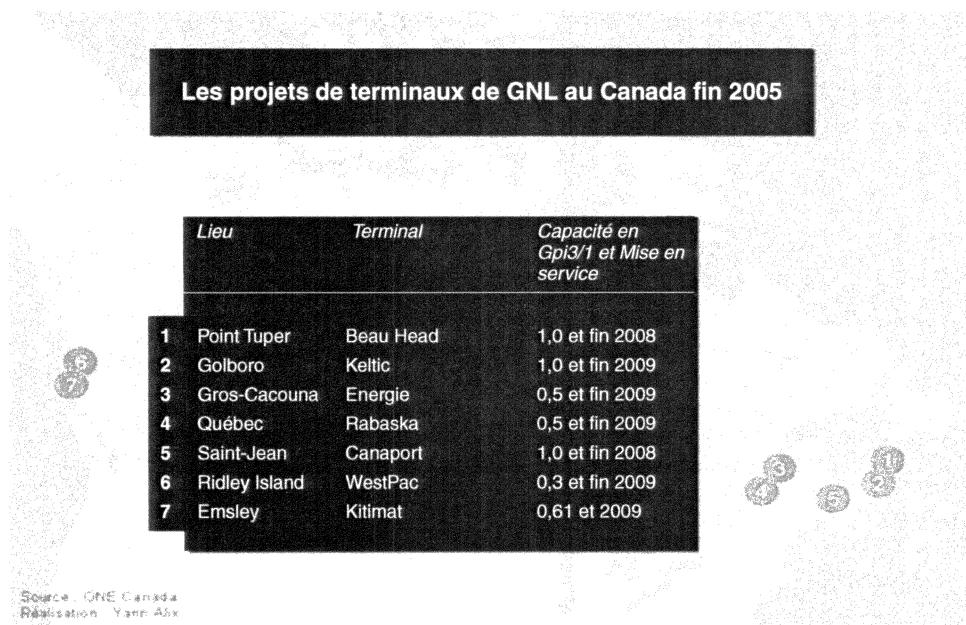 Les projets de terminaux de GNL au Canada fin 2005
Lieu Terminal Capacité en
Gpi3/1 et Mise en
service
1 Point Tuper Beau Head 1,0 et fin 2008
2 Golboro Keltic 1,0 et fin 2009
3 Gros-Cacouna Energie 0,5 et fin 2009
4 Québec Rabaska 0,5 et fin 2009
5 Saint-Jean Canaport 1,0 et fin 2008
6 Ridley Island WestPac 0,3 et fin 2009
7 Emsley Kitimat 0,61 et 2009
6
7
1
3
2
4
5
Source : ONE Canada
Réalisation : Yann Alix